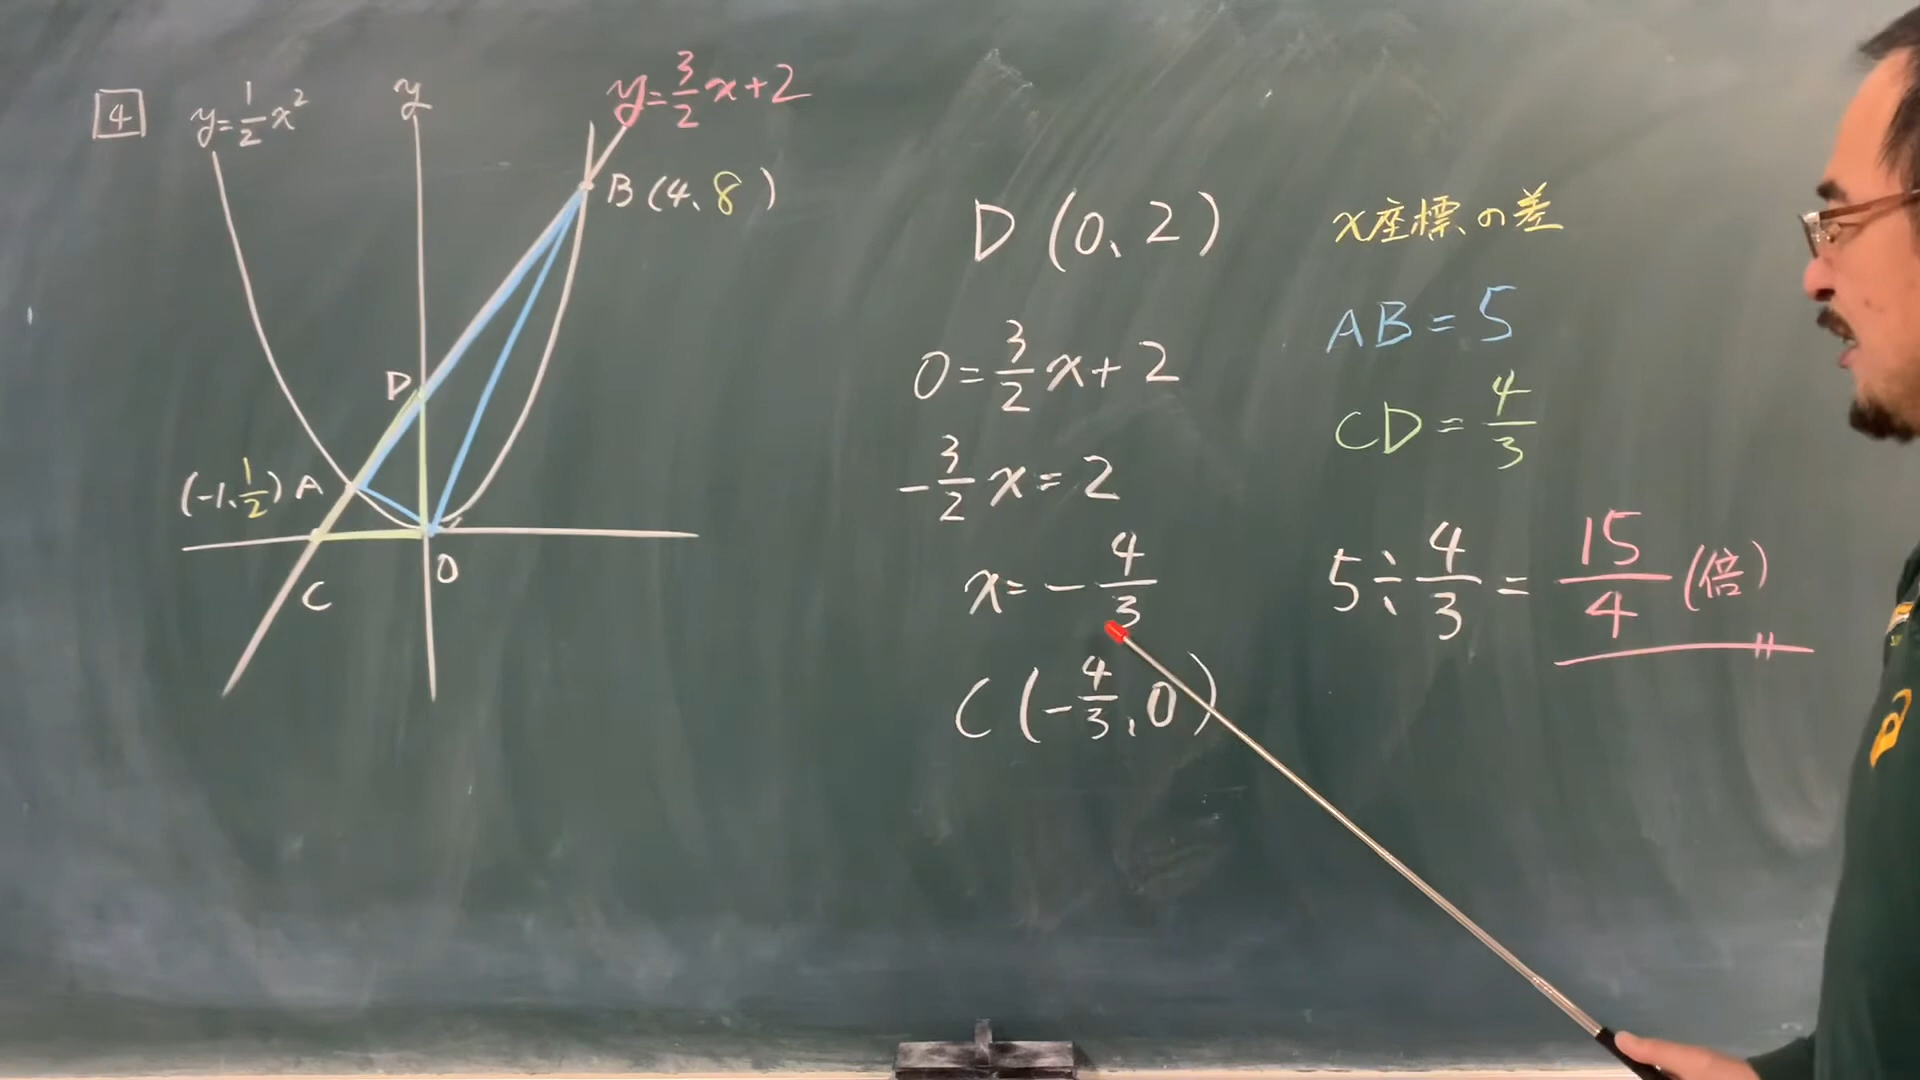 4
y=1/2x²
y
y=3/2x+2
B(4、8)
D
(-1、1/2)A
C
O
D(0、2)
0=3/2x+2
-3/2x=2
x=-4/3
C(-4/3、0)
x座標の差
AB=5
CD=4/3
5÷4/3=15/4(倍)